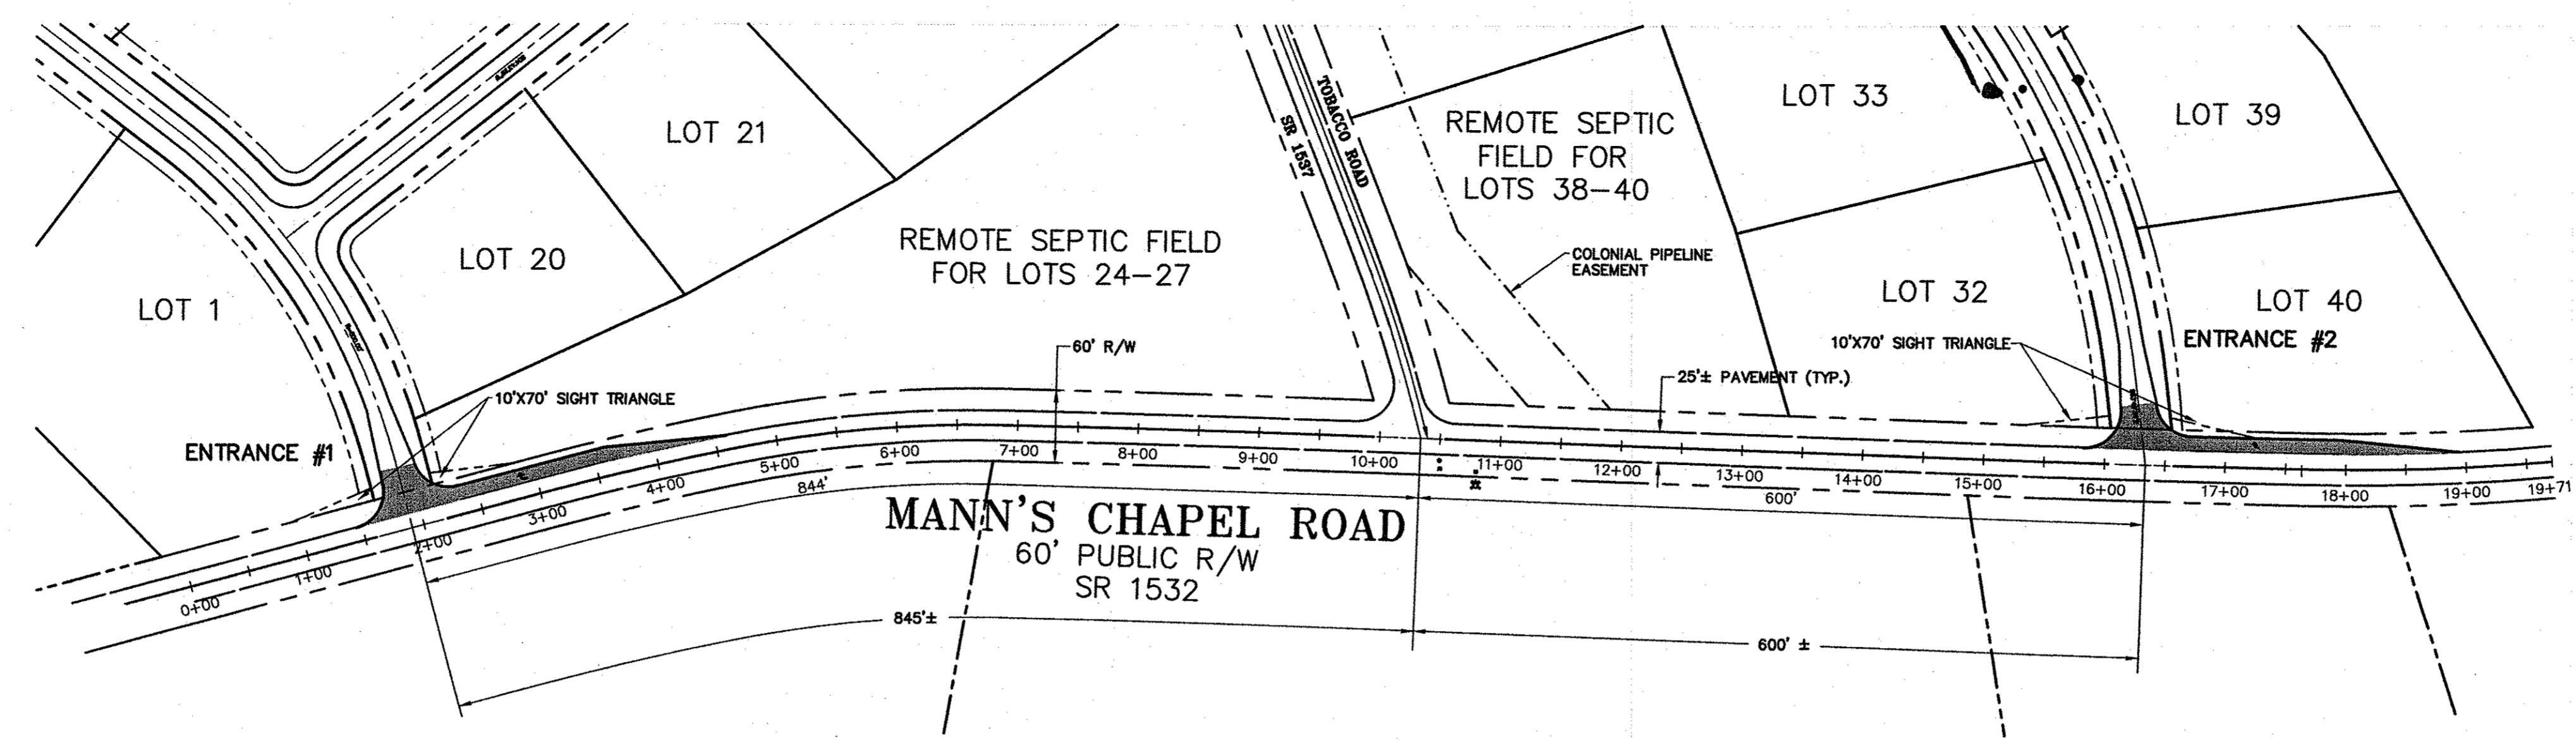 LOT 1
LOT 20
LOT 21
REMOTE SEPTIC FIELD
FOR LOTS 24-27
SR 1537
TOBACCO ROAD
REMOTE SEPTIC
FIELD FOR
LOTS 38-40
COLONIAL PIPELINE
EASEMENT
LOT 33
LOT 32
LOT 39
LOT 40
ENTRANCE #1
10'X70' SIGHT TRIANGLE
60' R/W
25'± PAVEMENT (TYP.)
10'X70' SIGHT TRIANGLE
ENTRANCE #2
0+00
1+00
2+00
3+00
4+00
5+00
6+00
7+00
8+00
9+00
10+00
11+00
12+00
13+00
14+00
15+00
16+00
17+00
18+00
19+00
19+71
844'
600'
MANN'S CHAPEL ROAD
60' PUBLIC R/W
SR 1532
845'±
600' ±